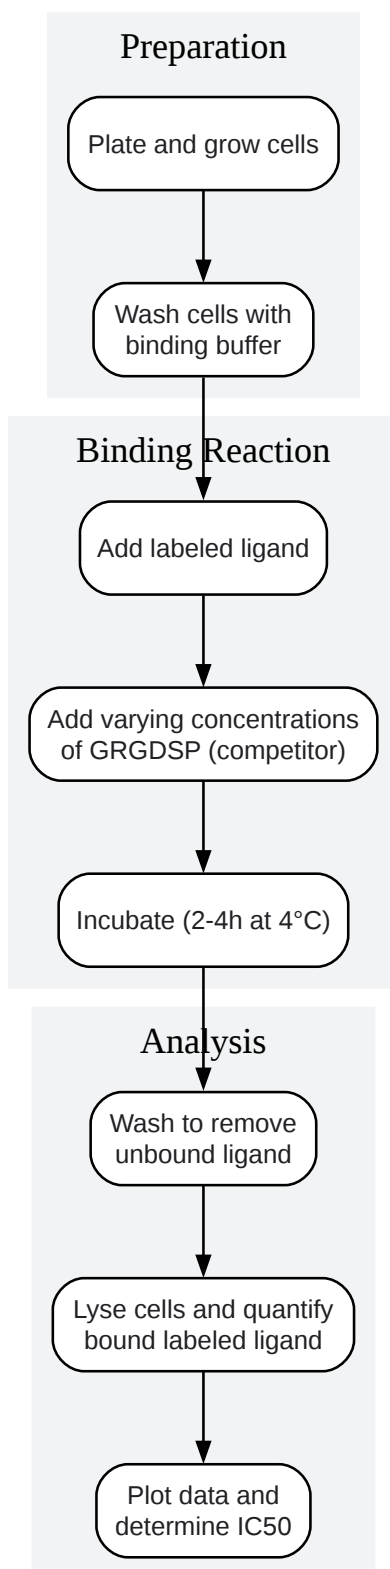 Preparation
Plate and grow cells
Wash cells with
binding buffer
Binding Reaction
Add labeled ligand
Add varying concentrations
of GRGDSP (competitor)
Incubate (2-4h at 4°C)
Analysis
Wash to remove
unbound ligand
Lyse cells and quantify
bound labeled ligand
Plot data and
determine IC50